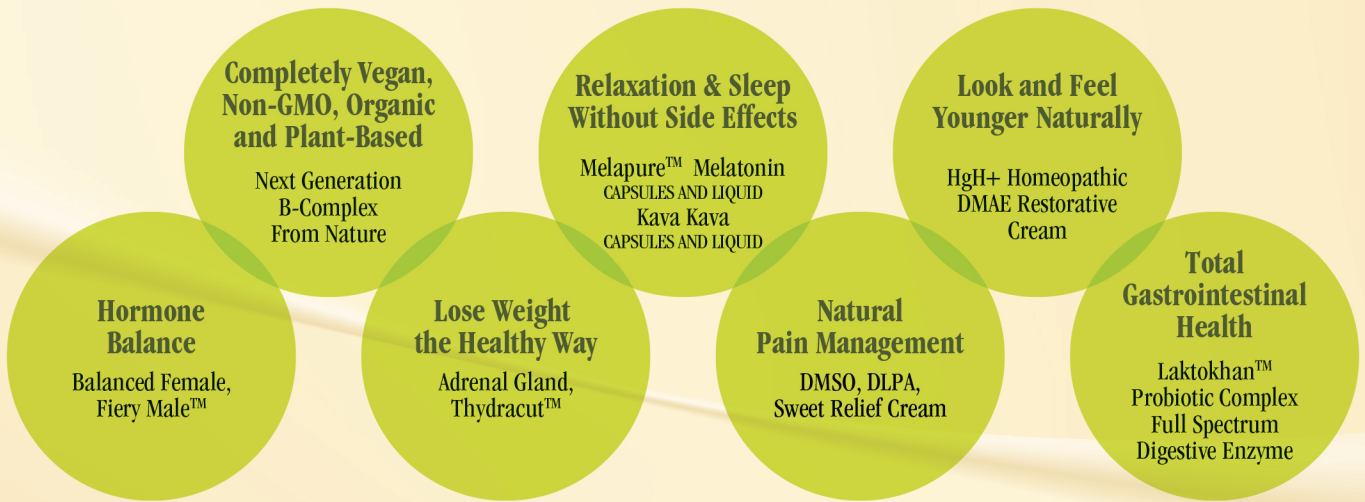 Completely Vegan,
Non-GMO, Organic
and Plant-Based
Next Generation
B-Complex
From Nature
Relaxation & Sleep
Without Side Effects
Melapure™ Melatonin
CAPSULES AND LIQUID
Kava Kava
CAPSULES AND LIQUID
Look and Feel
Younger Naturally
HgH+ Homeopathic
DMAE Restorative
Cream
Hormone
Balance
Balanced Female,
Fiery Male™
Lose Weight
the Healthy Way
Adrenal Gland,
Thydracut™
Natural
Pain Management
DMSO, DLPA,
Sweet Relief Cream
Total
Gastrointestinal
Health
Laktokhan™
Probiotic Complex
Full Spectrum
Digestive Enzyme